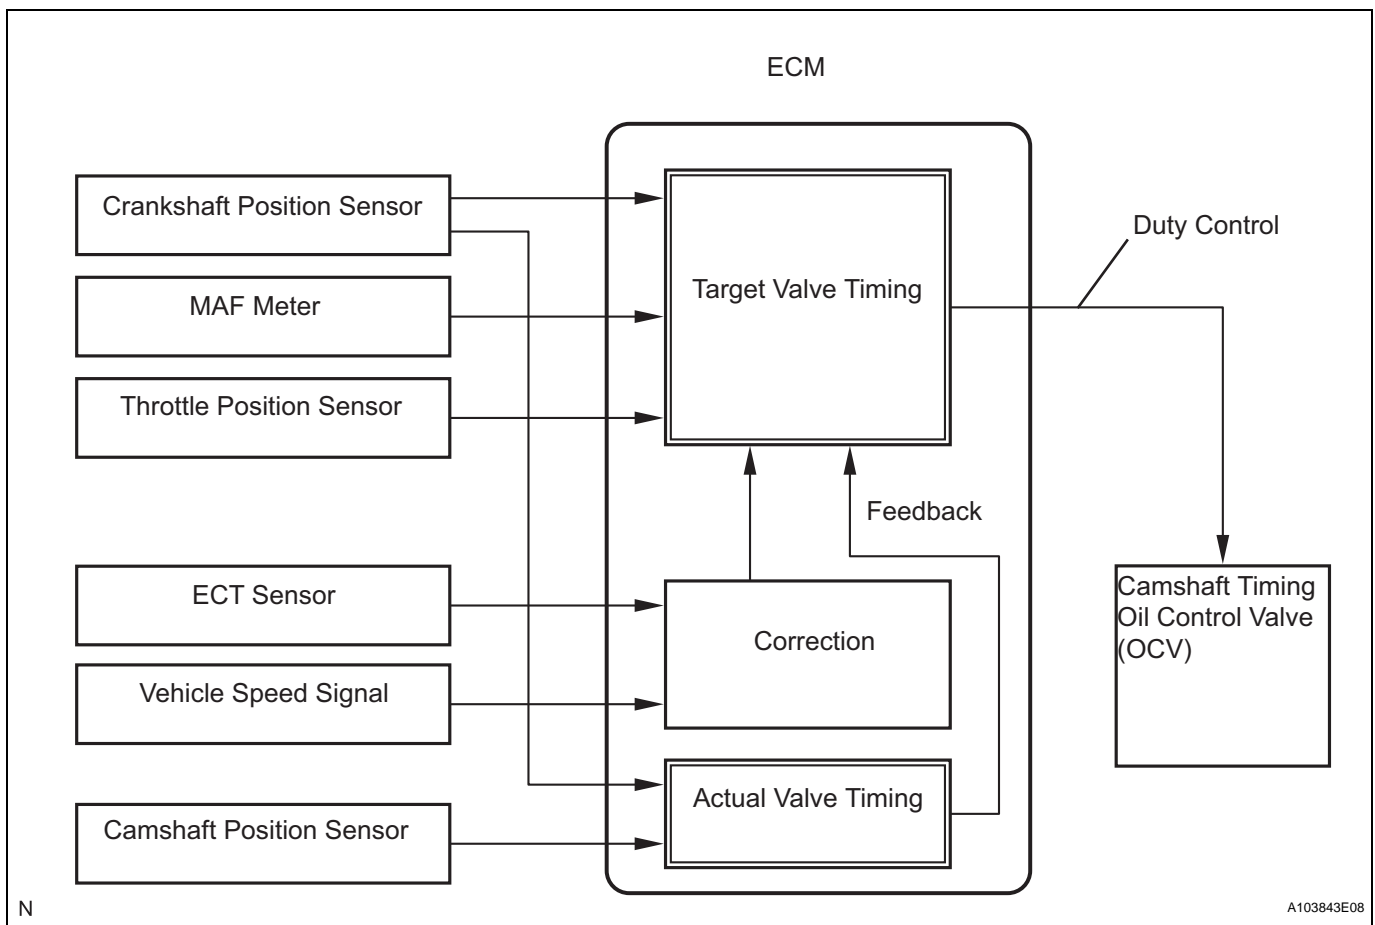 ECM
Crankshaft Position Sensor
MAF Meter
Throttle Position Sensor
ECT Sensor
Vehicle Speed Signal
Camshaft Position Sensor
Target Valve Timing
Feedback
Correction
Actual Valve Timing
Duty Control
Camshaft Timing
Oil Control Valve
(OCV)
N
A103843E08